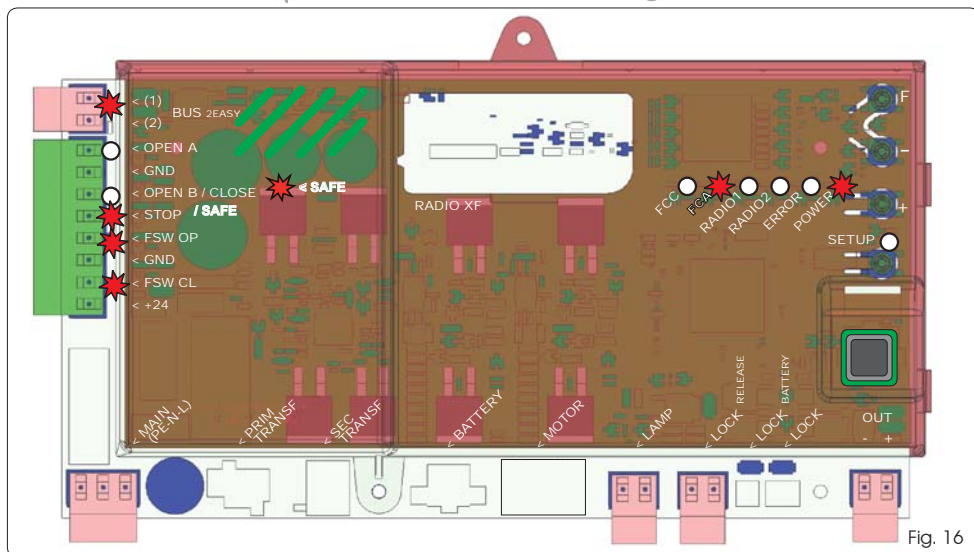 < (1)
BUS 2EASY
< (2)
< OPEN A
< GND
< OPEN B / CLOSE
/ SAFE
< STOP
< FSW OP
< GND
< FSW CL
< +24
< SAFE
RADIO XF
FCC
FCA
RADIO1
RADIO2
ERROR
POWER
F
-
+
SETUP
< MAIN
(PE-N-L)
< PRIM
TRANSF
< SEC
TRANSF
< BATTERY
< MOTOR
< LAMP
< LOCK RELEASE
< LOCK BATTERY
< LOCK
OUT
- +
Fig. 16